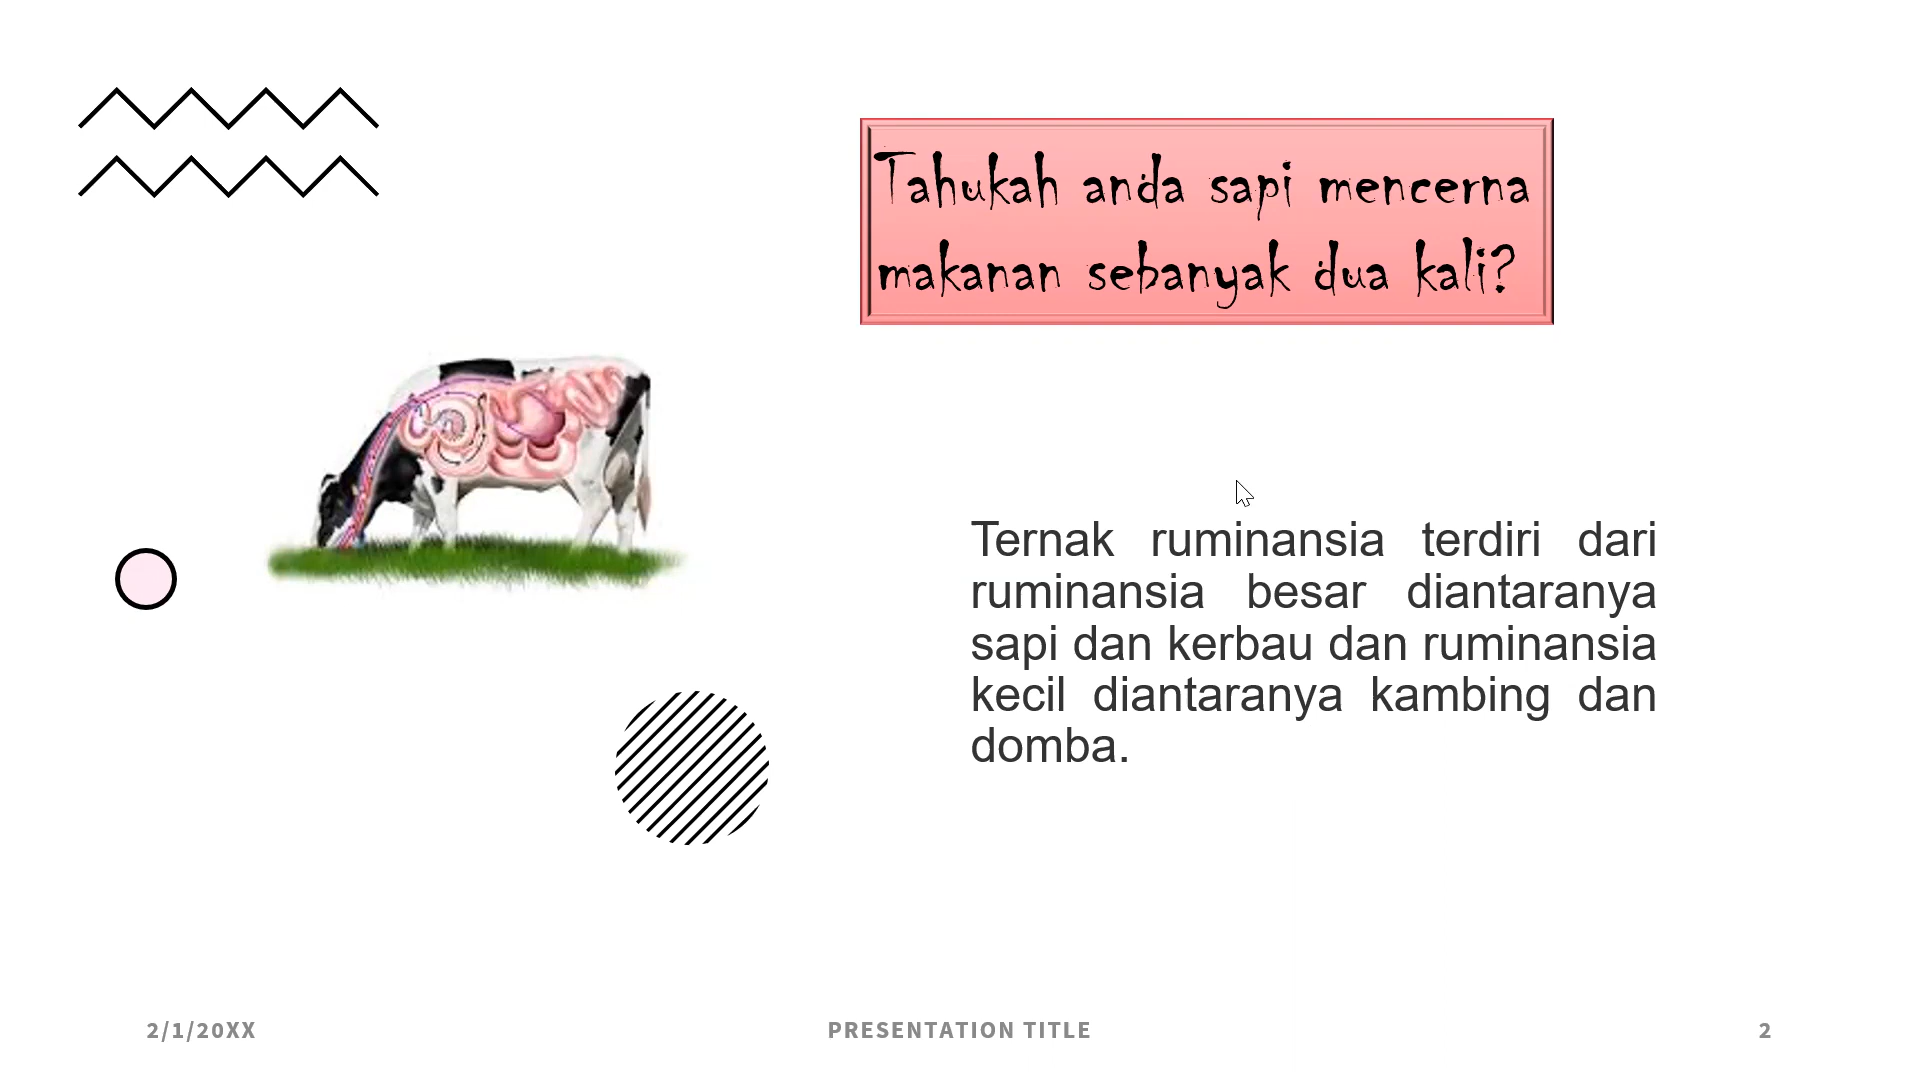 Tahukah anda sapi mencerna
makanan sebanyak dua kali?
Ternak ruminansia terdiri dari
ruminansia besar diantaranya
sapi dan kerbau dan ruminansia
kecil diantaranya kambing dan
domba.
2/1/20XX
PRESENTATION TITLE
2